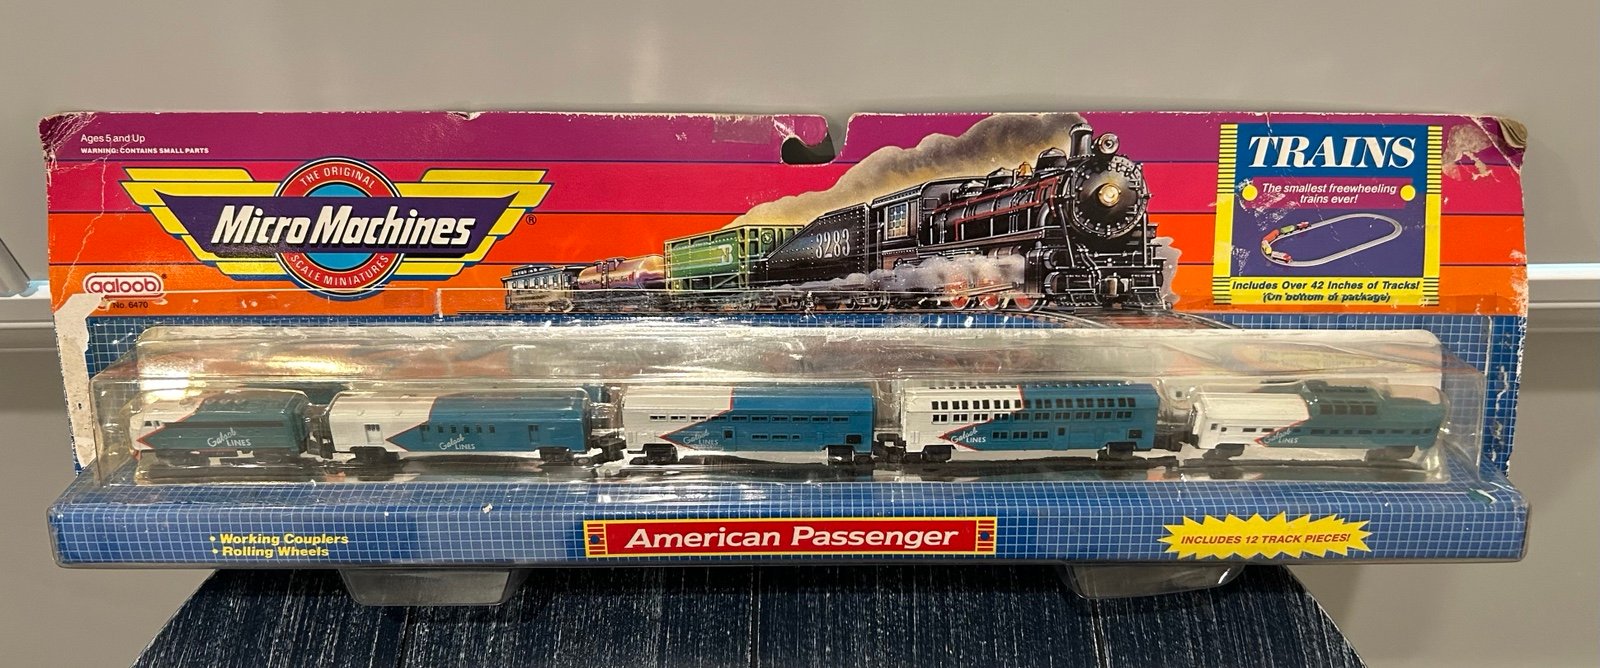 Ages 5 and Up
WARNING: CONTAINS SMALL PARTS
THE ORIGINAL
Micro Machines
®
SCALE MINIATURES
galoob®
No. 6470
3283
3
TRAINS
The smallest freewheeling
trains ever!
Includes Over 42 Inches of Tracks!
(On bottom of package)
Galoob LINES
Galoob LINES
Galoob LINES
Galoob LINES
Galoob LINES
• Working Couplers
• Rolling Wheels
American Passenger
INCLUDES 12 TRACK PIECES!